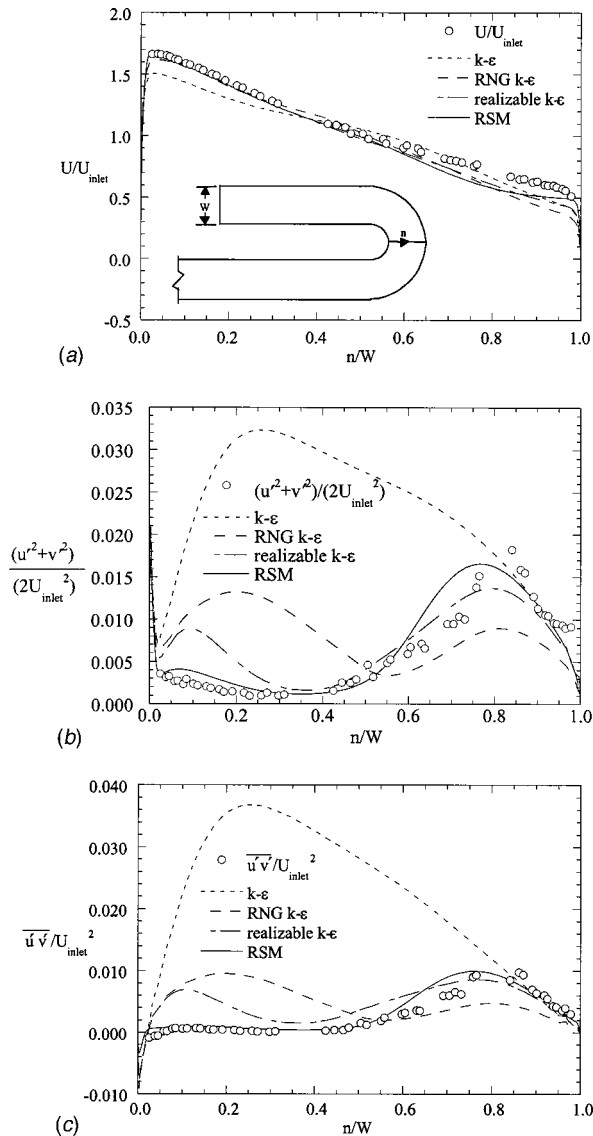 2.0
U/U_inlet
k-ε
RNG k-ε
realizable k-ε
RSM
1.5
1.0
U/U_inlet
0.5
0.0
-0.5
W
n
0.0 0.2 0.4 0.6 0.8 1.0
n/W
(a)
0.035
0.030
0.025
0.020
0.015
0.010
0.005
0.000
(u′²+v′²)/(2U_inlet²)
k-ε
RNG k-ε
realizable k-ε
RSM
(u′²+v′²)
(2U_inlet²)
0.0 0.2 0.4 0.6 0.8 1.0
n/W
(b)
0.040
0.030
0.020
0.010
0.000
-0.010
u′v′/U_inlet²
k-ε
RNG k-ε
realizable k-ε
RSM
u′v′/U_inlet²
0.0 0.2 0.4 0.6 0.8 1.0
n/W
(c)